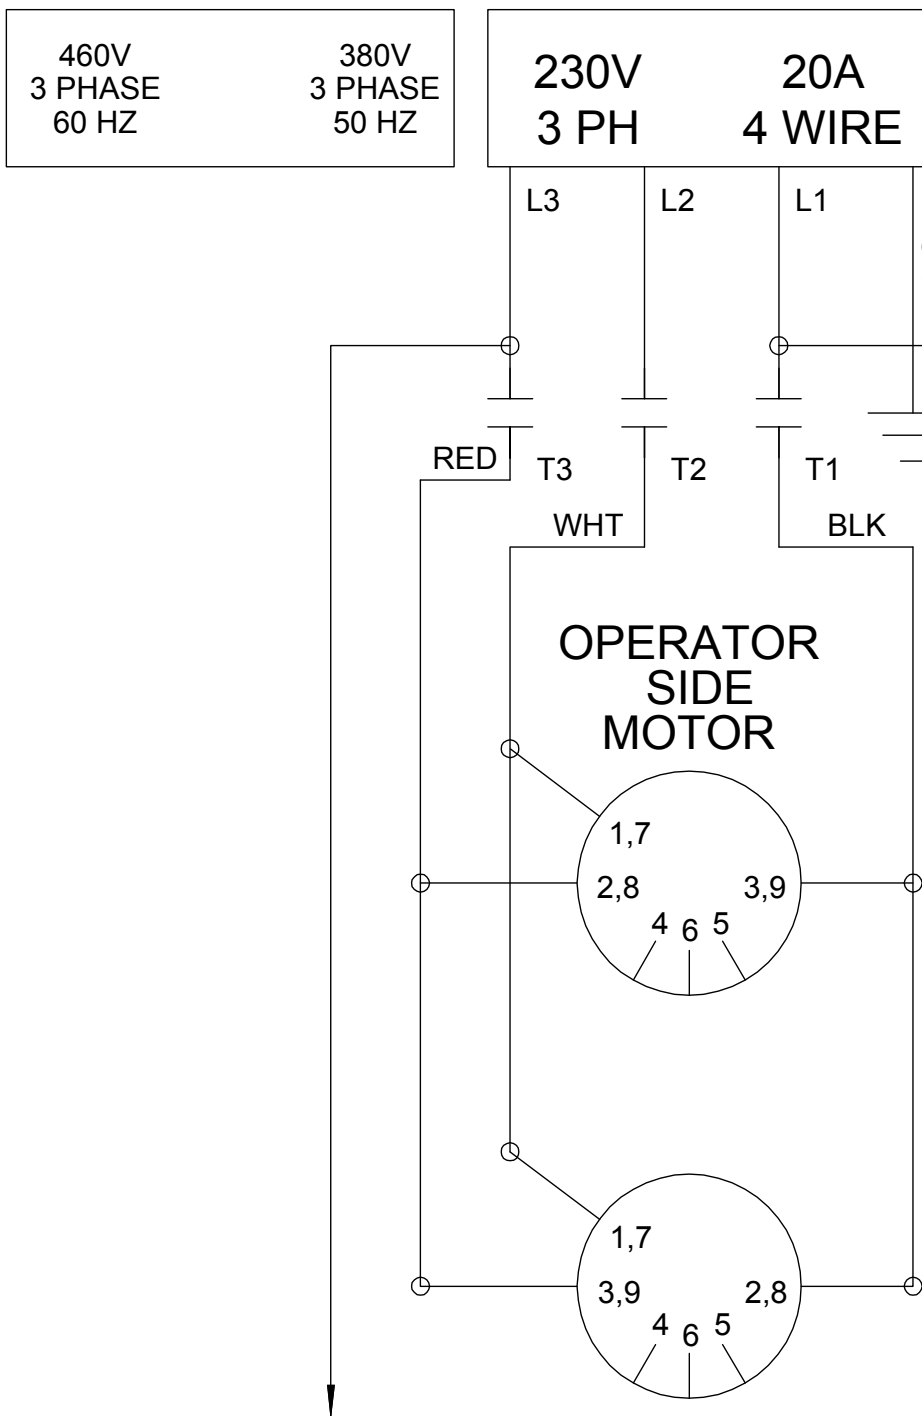 460V
3 PHASE
60 HZ
380V
3 PHASE
50 HZ
230V
3 PH
20A
4 WIRE
L3
L2
L1
RED
T3
T2
T1
WHT
BLK
OPERATOR
SIDE
MOTOR
1,7
2,8
3,9
4
6
5
1,7
3,9
2,8
4
6
5